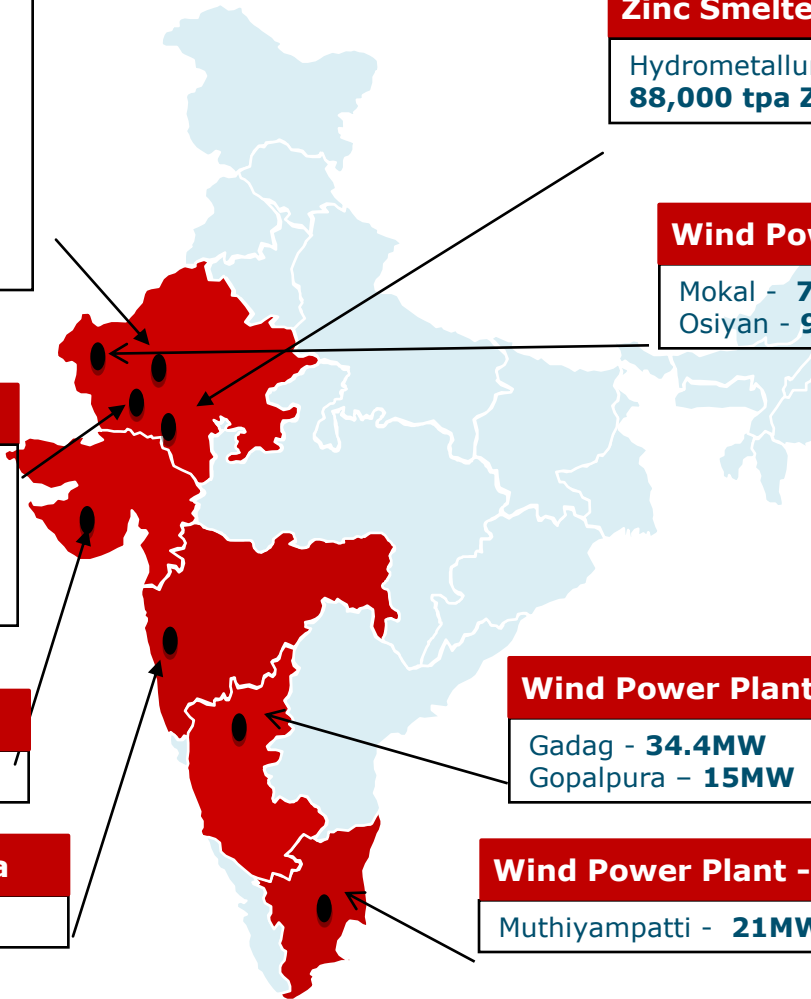 Zinc Smelte
Hydrometallu
88,000 tpa Z
Wind Pow
Mokal - 7
Osiyan - 9
Wind Power Plant
Gadag - 34.4MW
Gopalpura – 15MW
a
Wind Power Plant -
Muthiyampatti - 21MW